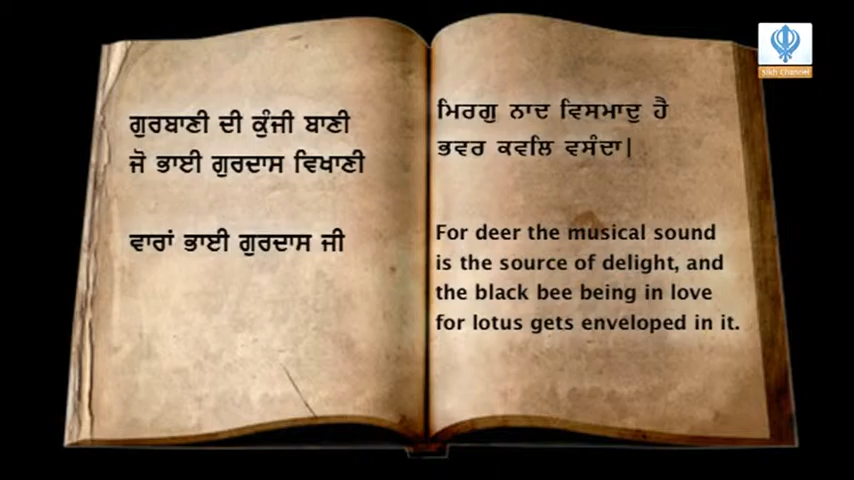 ਗੁਰਬਾਣੀ ਦੀ ਕੁੰਜੀ ਬਾਣੀ
ਜੋ ਭਾਈ ਗੁਰਦਾਸ ਵਿਖਾਣੀ
ਵਾਰਾਂ ਭਾਈ ਗੁਰਦਾਸ ਜੀ
ਮਿਰਗੁ ਨਾਦ ਵਿਸਮਾਦੁ ਹੈ
ਭਵਰ ਕਵਲਿ ਵਸੰਦਾ|
For deer the musical sound
is the source of delight, and
the black bee being in love
for lotus gets enveloped in it.
Sikh Channel